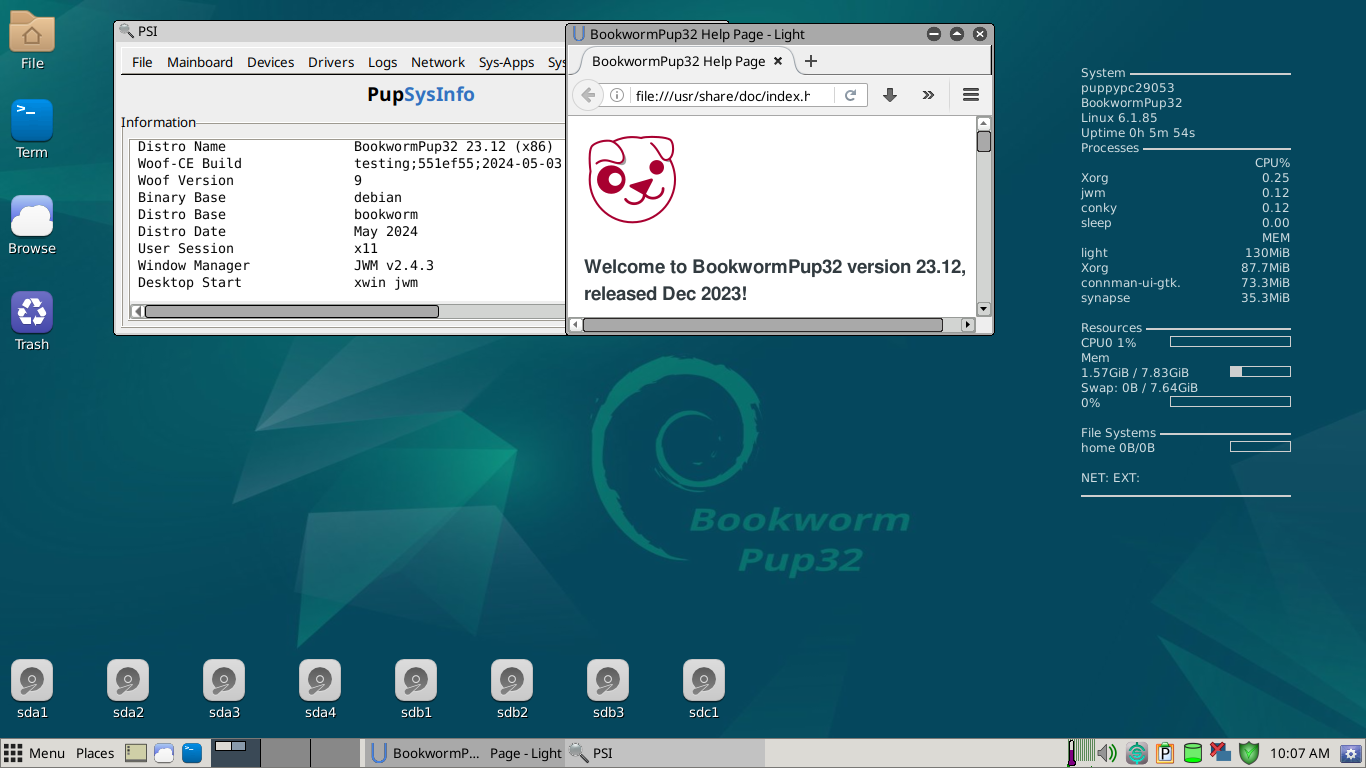 File
Term
Browse
Trash
PSI
File Mainboard Devices Drivers Logs Network Sys-Apps Sys
PupSysInfo
Information
Distro Name BookwormPup32 23.12 (x86)
Woof-CE Build testing;551ef55;2024-05-03
Woof Version 9
Binary Base debian
Distro Base bookworm
Distro Date May 2024
User Session x11
Window Manager JWM v2.4.3
Desktop Start xwin jwm
BookwormPup32 Help Page - Light
BookwormPup32 Help Page
file:///usr/share/doc/index.h
Welcome to BookwormPup32 version 23.12,
released Dec 2023!
System
puppypc29053
BookwormPup32
Linux 6.1.85
Uptime 0h 5m 54s
Processes
CPU%
Xorg 0.25
jwm 0.12
conky 0.12
sleep 0.00
MEM
light 130MiB
Xorg 87.7MiB
connman-ui-gtk. 73.3MiB
synapse 35.3MiB
Resources
CPU0 1%
Mem
1.57GiB / 7.83GiB
Swap: 0B / 7.64GiB
0%
File Systems
home 0B/0B
NET: EXT:
Bookworm
Pup32
sda1 sda2 sda3 sda4 sdb1 sdb2 sdb3 sdc1
Menu Places BookwormP... Page - Light PSI 10:07 AM